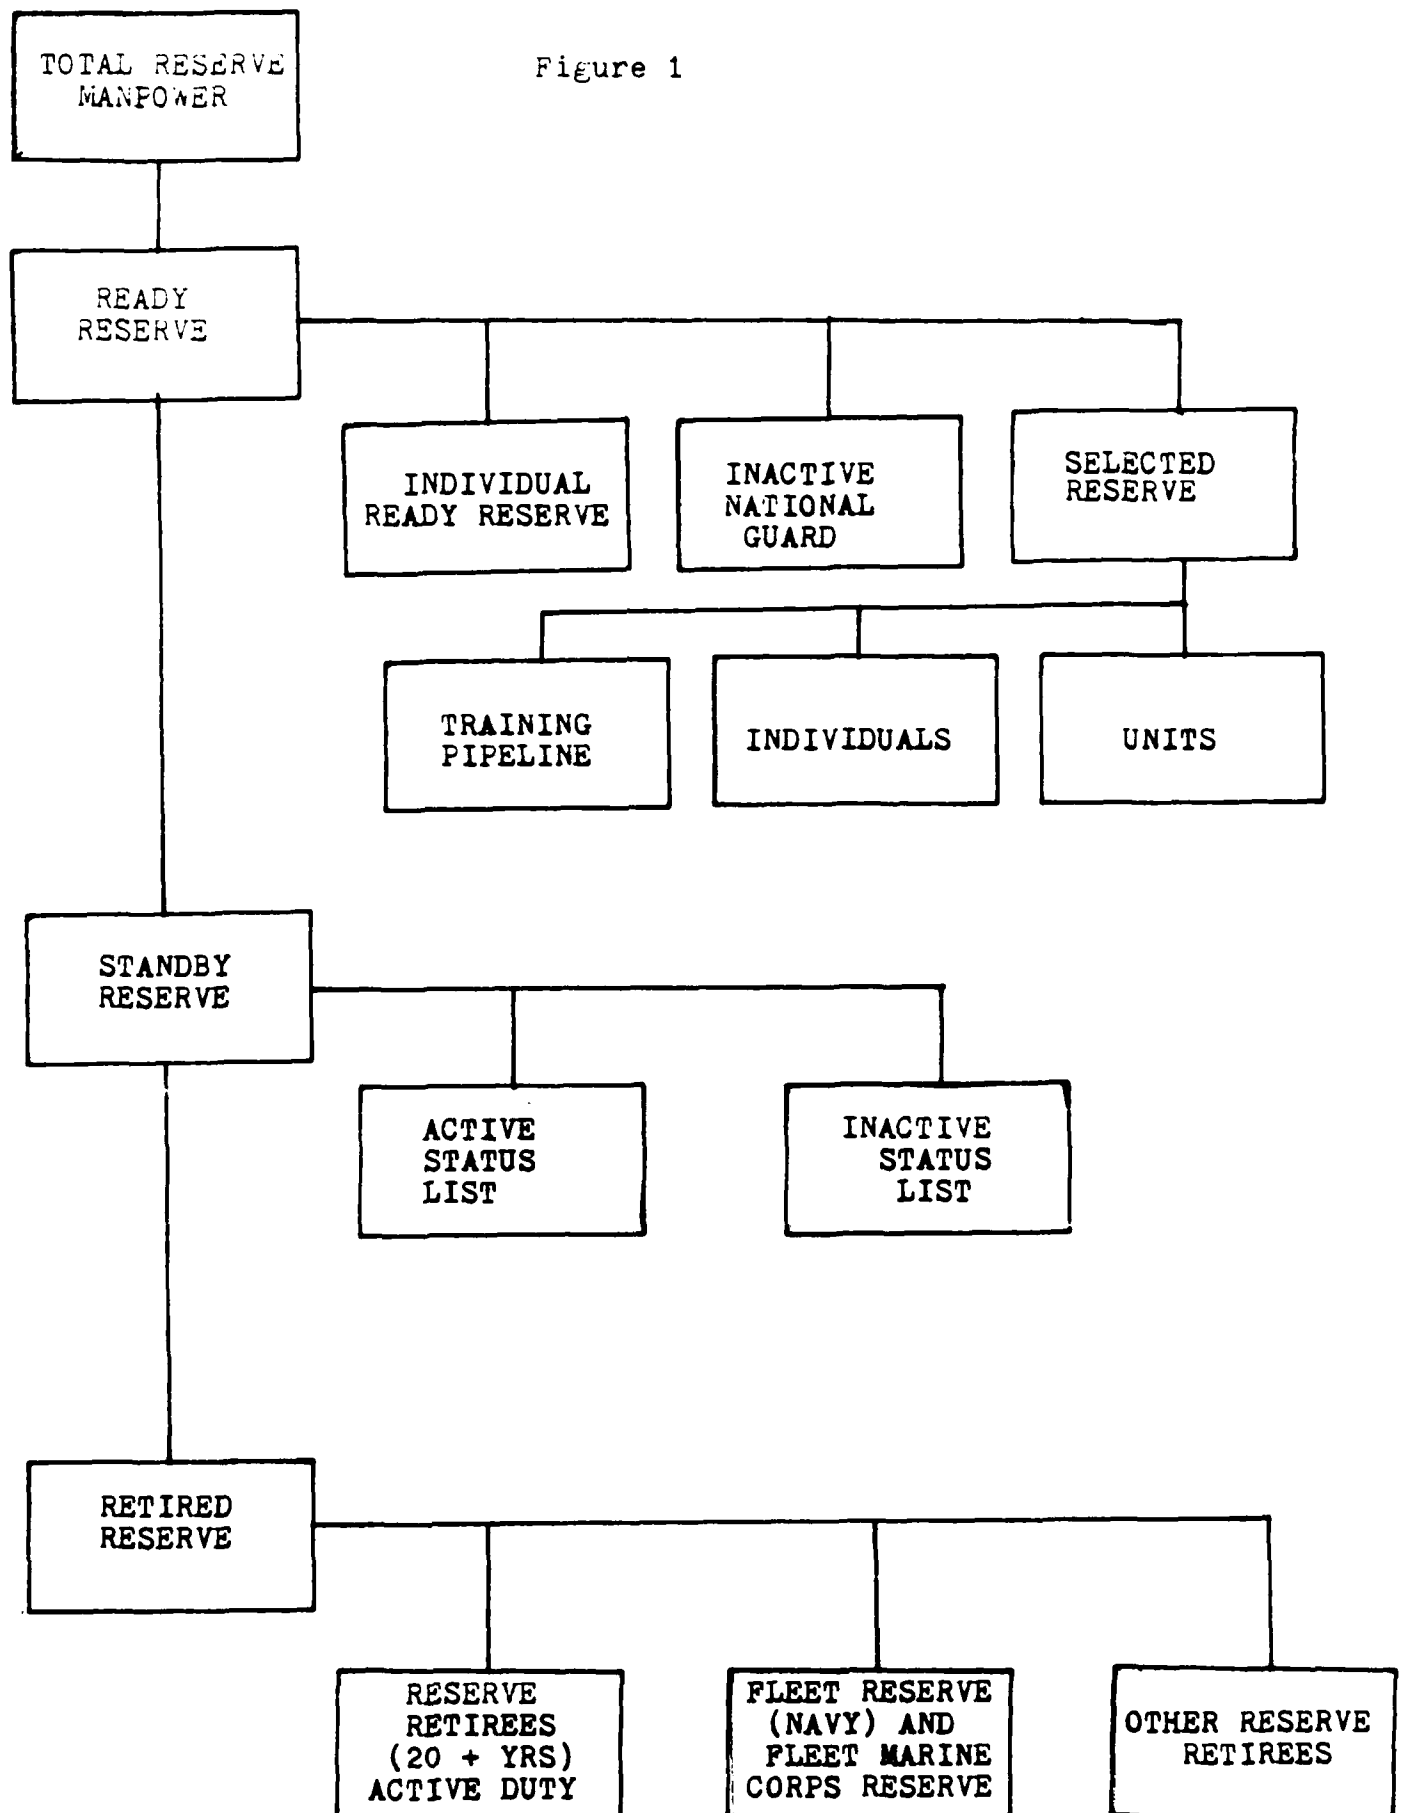 Figure 1
TOTAL RESERVE
MANPOWER
READY
RESERVE
INDIVIDUAL
READY RESERVE
INACTIVE
NATIONAL
GUARD
SELECTED
RESERVE
TRAINING
PIPELINE
INDIVIDUALS
UNITS
STANDBY
RESERVE
ACTIVE
STATUS
LIST
INACTIVE
STATUS
LIST
RETIRED
RESERVE
RESERVE
RETIREES
(20 + YRS)
ACTIVE DUTY
FLEET RESERVE
(NAVY) AND
FLEET MARINE
CORPS RESERVE
OTHER RESERVE
RETIREES